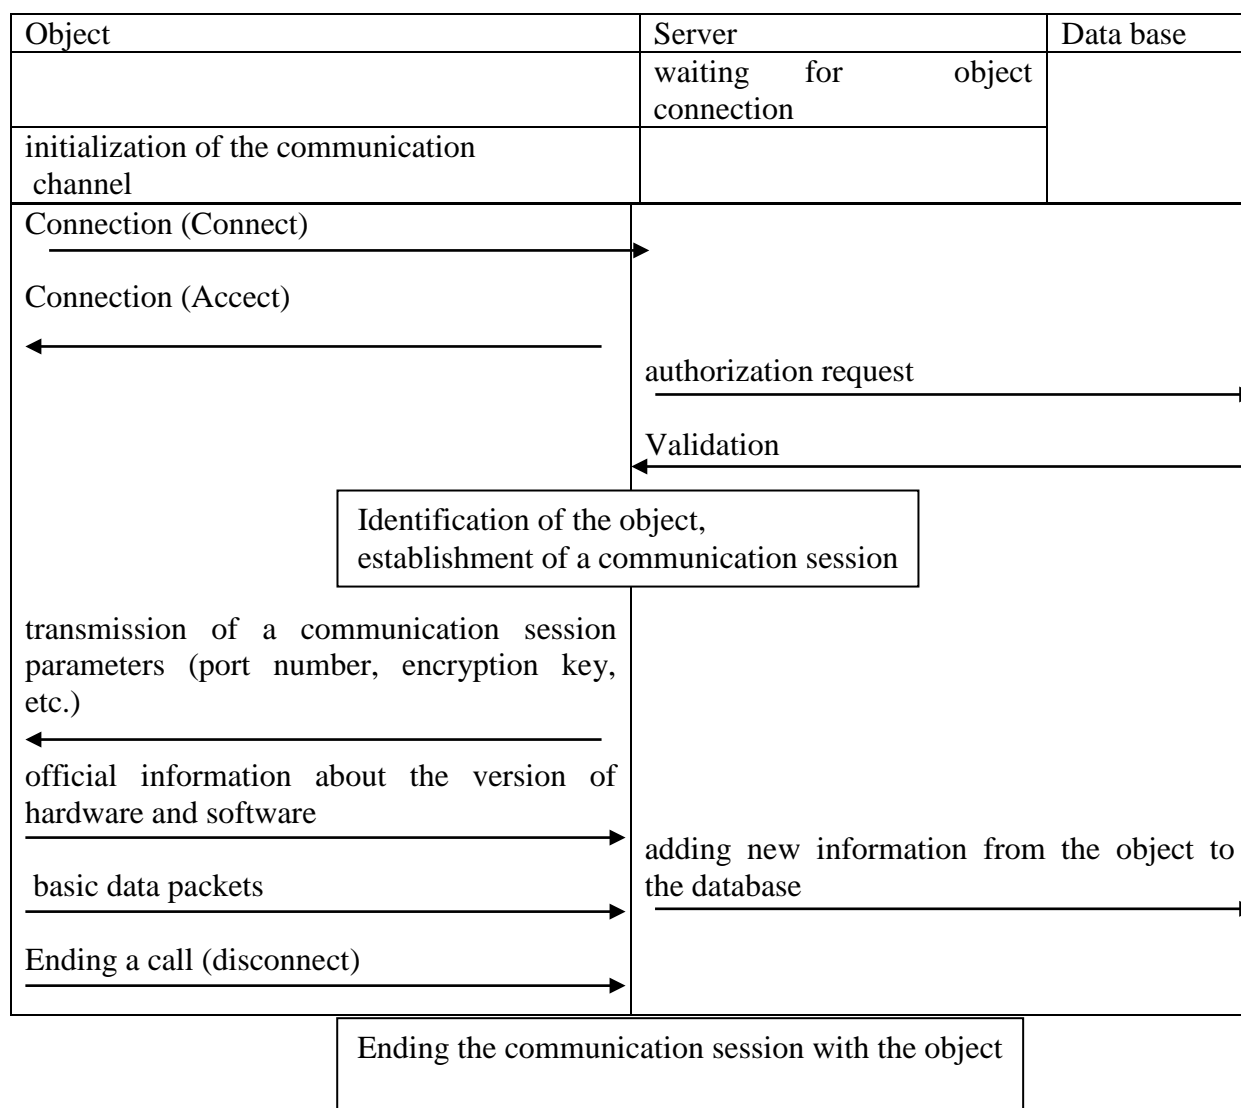 Object
Server
Data base
waiting for object
connection
initialization of the communication
channel
Connection (Connect)
Connection (Accect)
authorization request
Validation
Identification of the object,
establishment of a communication session
transmission of a communication session
parameters (port number, encryption key,
etc.)
official information about the version of
hardware and software
adding new information from the object to
the database
basic data packets
Ending a call (disconnect)
Ending the communication session with the object